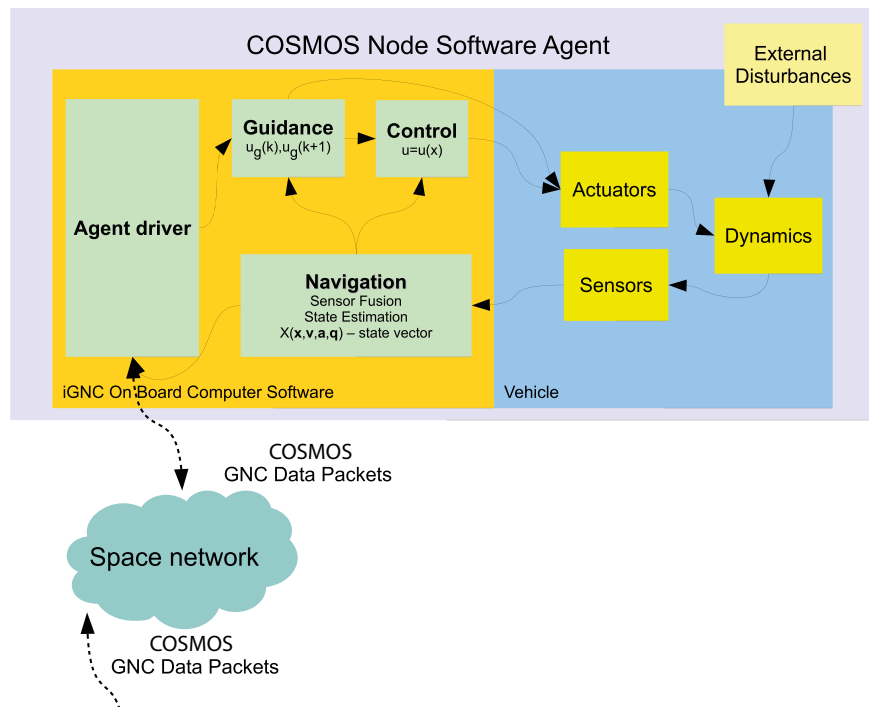 COSMOS Node Software Agent
External
Disturbances
Guidance
ug(k),ug(k+1)
Control
u=u(x)
Agent driver
Actuators
Dynamics
Navigation
Sensor Fusion
State Estimation
X(x,v,a,q) – state vector
Sensors
iGNC On Board Computer Software
Vehicle
COSMOS
GNC Data Packets
Space network
COSMOS
GNC Data Packets